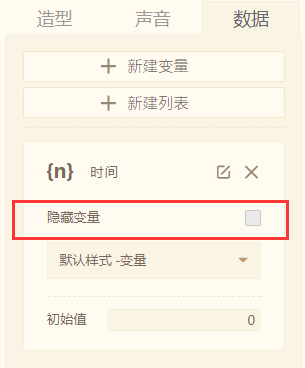 造型 声音 数据
+ 新建变量
+ 新建列表
{n} 时间
隐藏变量
默认样式 -变量
初始值 0